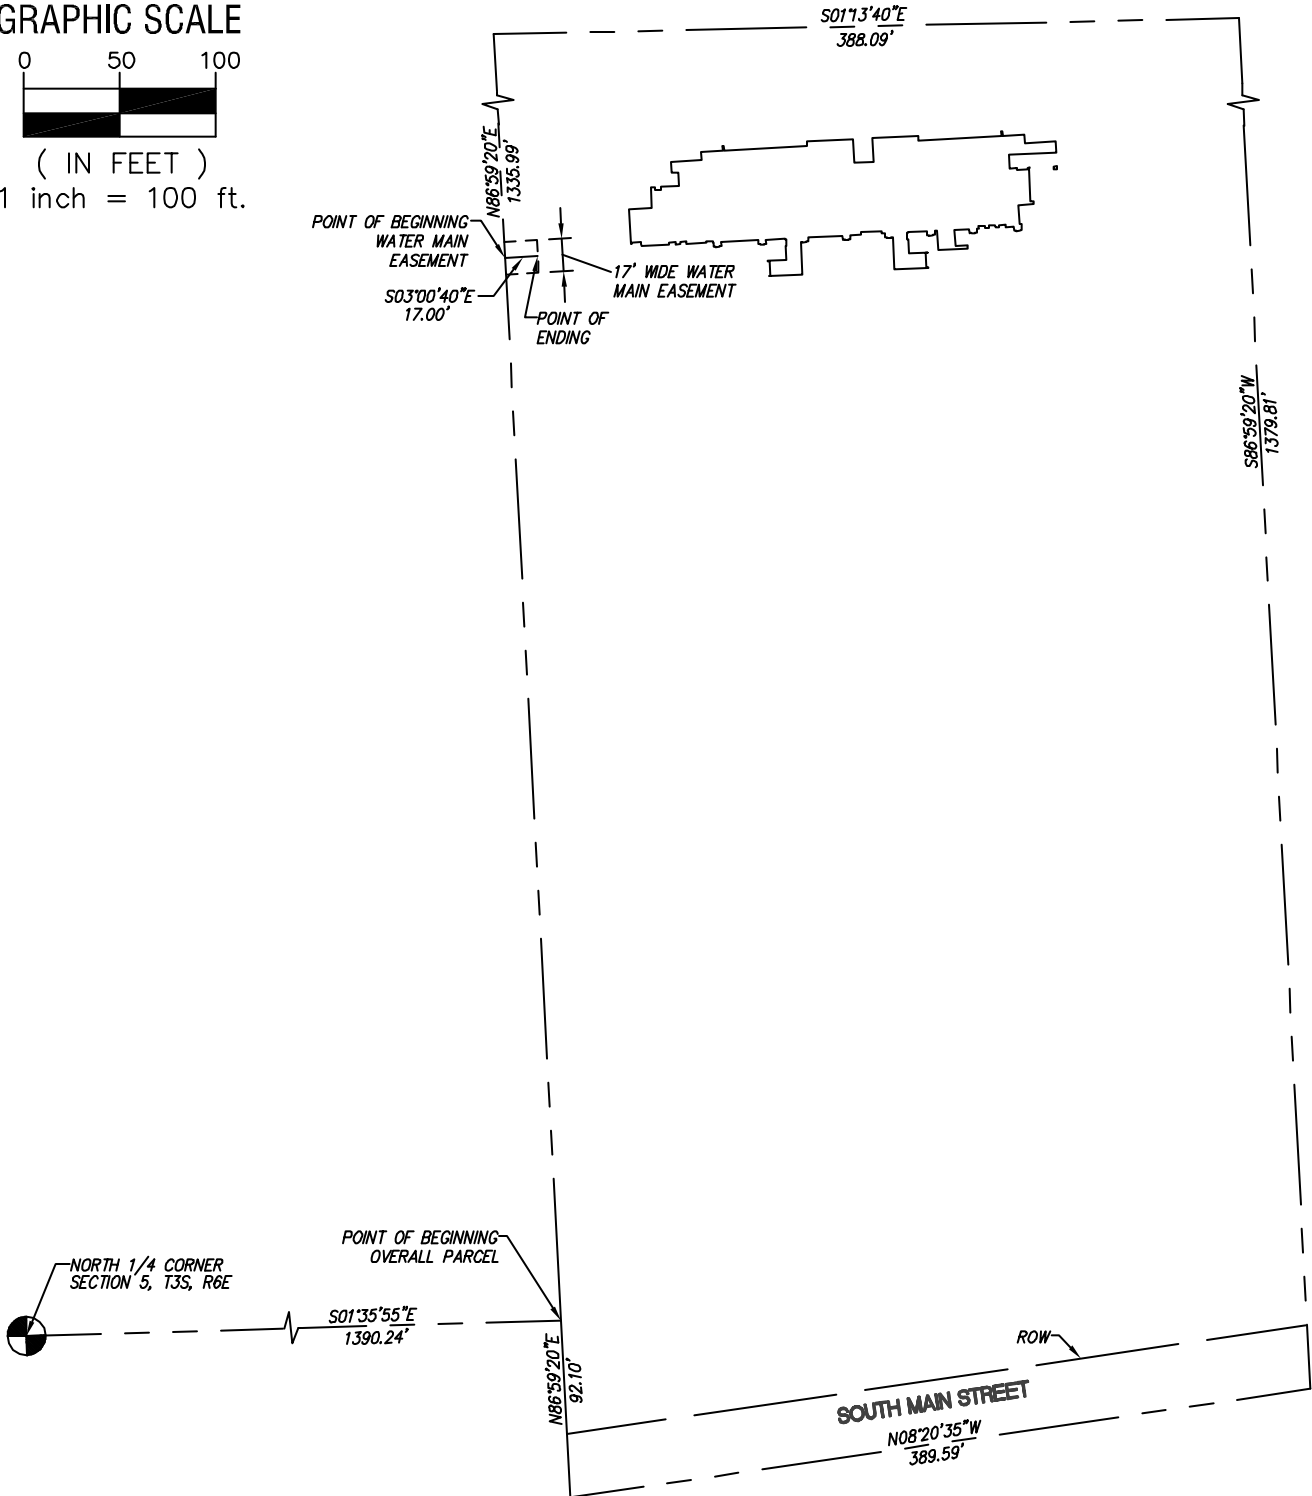 GRAPHIC SCALE
0 50 100
( IN FEET )
1 inch = 100 ft.
S01°13'40"E
388.09'
N86°59'20"E
1335.99'
POINT OF BEGINNING
WATER MAIN
EASEMENT
S03°00'40"E
17.00'
17' WIDE WATER
MAIN EASEMENT
POINT OF
ENDING
S86°59'20"W
1379.81'
POINT OF BEGINNING
OVERALL PARCEL
NORTH 1/4 CORNER
SECTION 5, T3S, R6E
S01°35'55"E
1390.24'
N86°59'20"E
92.10'
ROW
SOUTH MAIN STREET
N08°20'35"W
389.59'